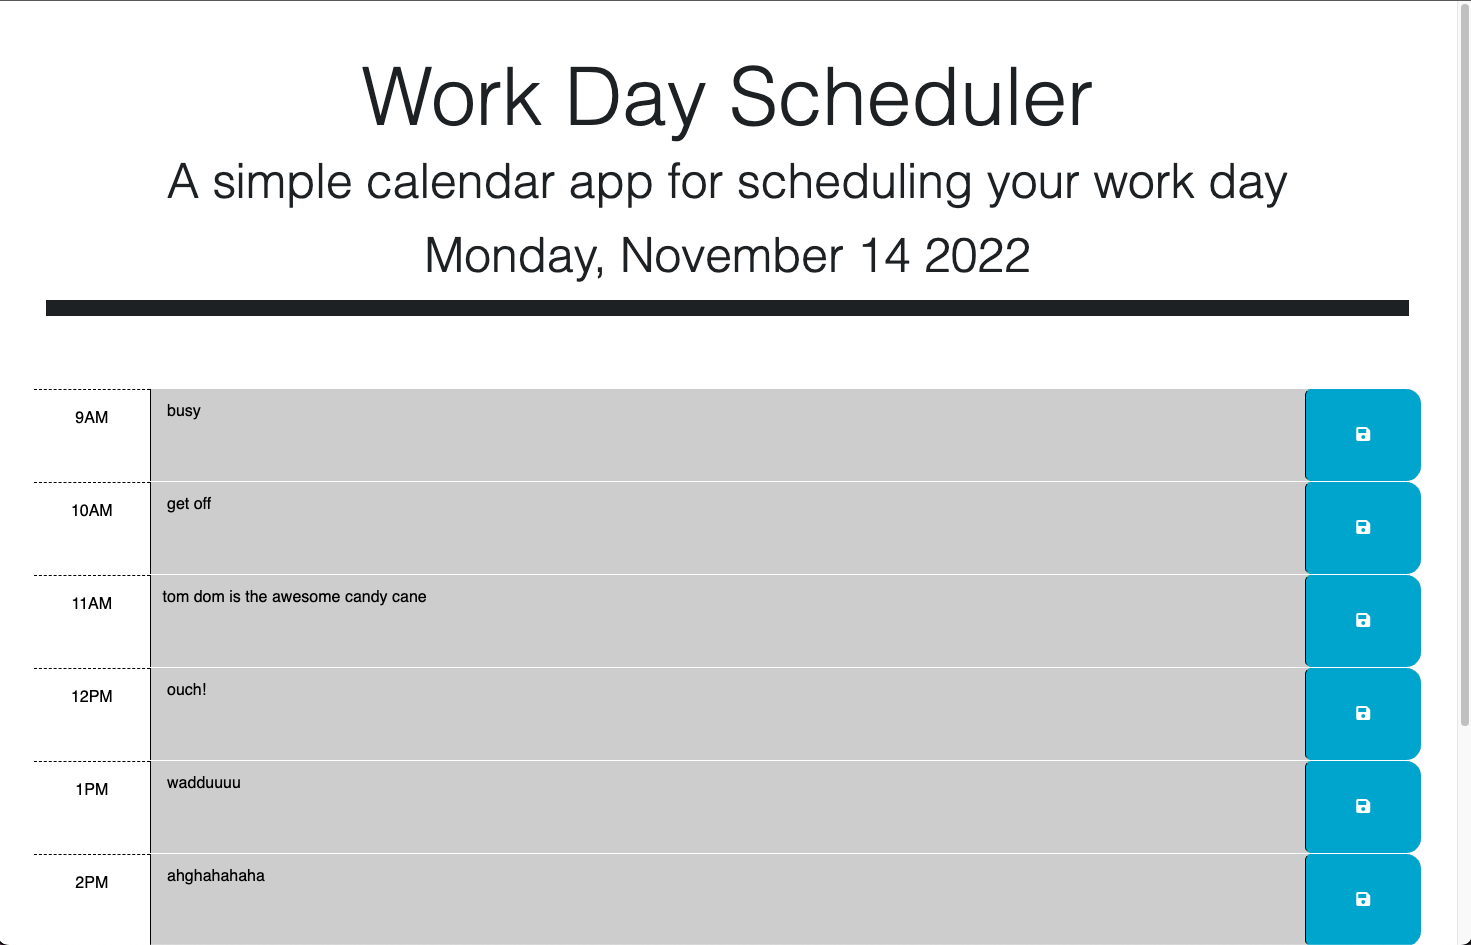 Work Day Scheduler
A simple calendar app for scheduling your work day
Monday, November 14 2022
9AM
busy
10AM
get off
11AM
tom dom is the awesome candy cane
12PM
ouch!
1PM
wadduuuu
2PM
ahghahahaha